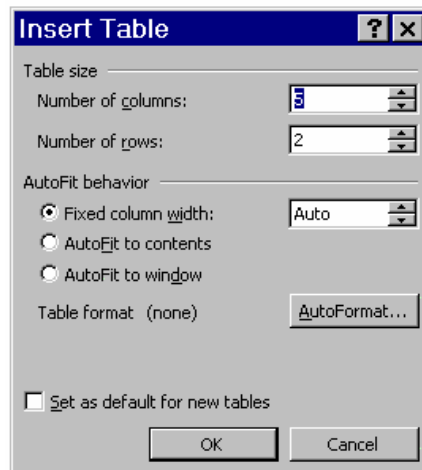 Insert Table ?
Table size
Number of columns: 5
Number of rows: 2
AutoFit behavior
Fixed column width: Auto
AutoFit to contents
AutoFit to window
Table format (none) AutoFormat...
Set as default for new tables
OK Cancel